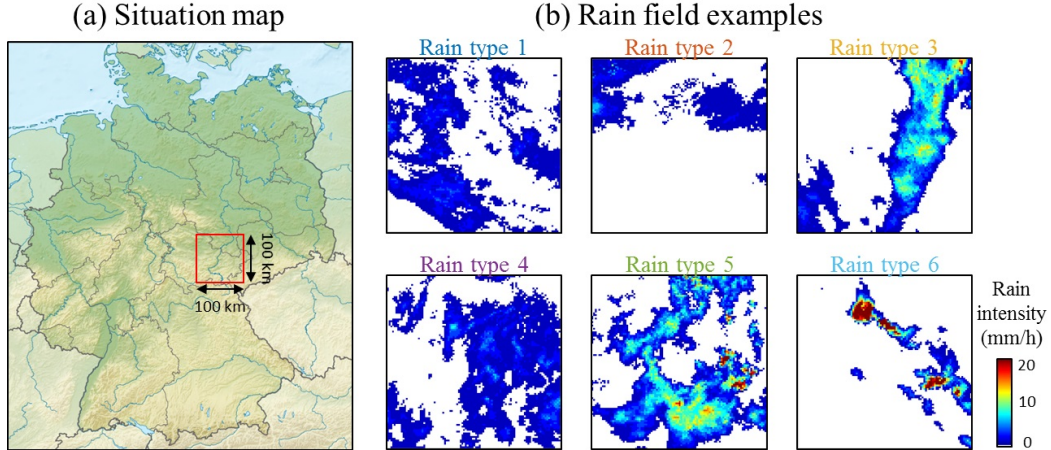 (a) Situation map
(b) Rain field examples
Rain type 1
Rain type 2
Rain type 3
100 km
100 km
Rain type 4
Rain type 5
Rain type 6
Rain
intensity
(mm/h)
20
10
0